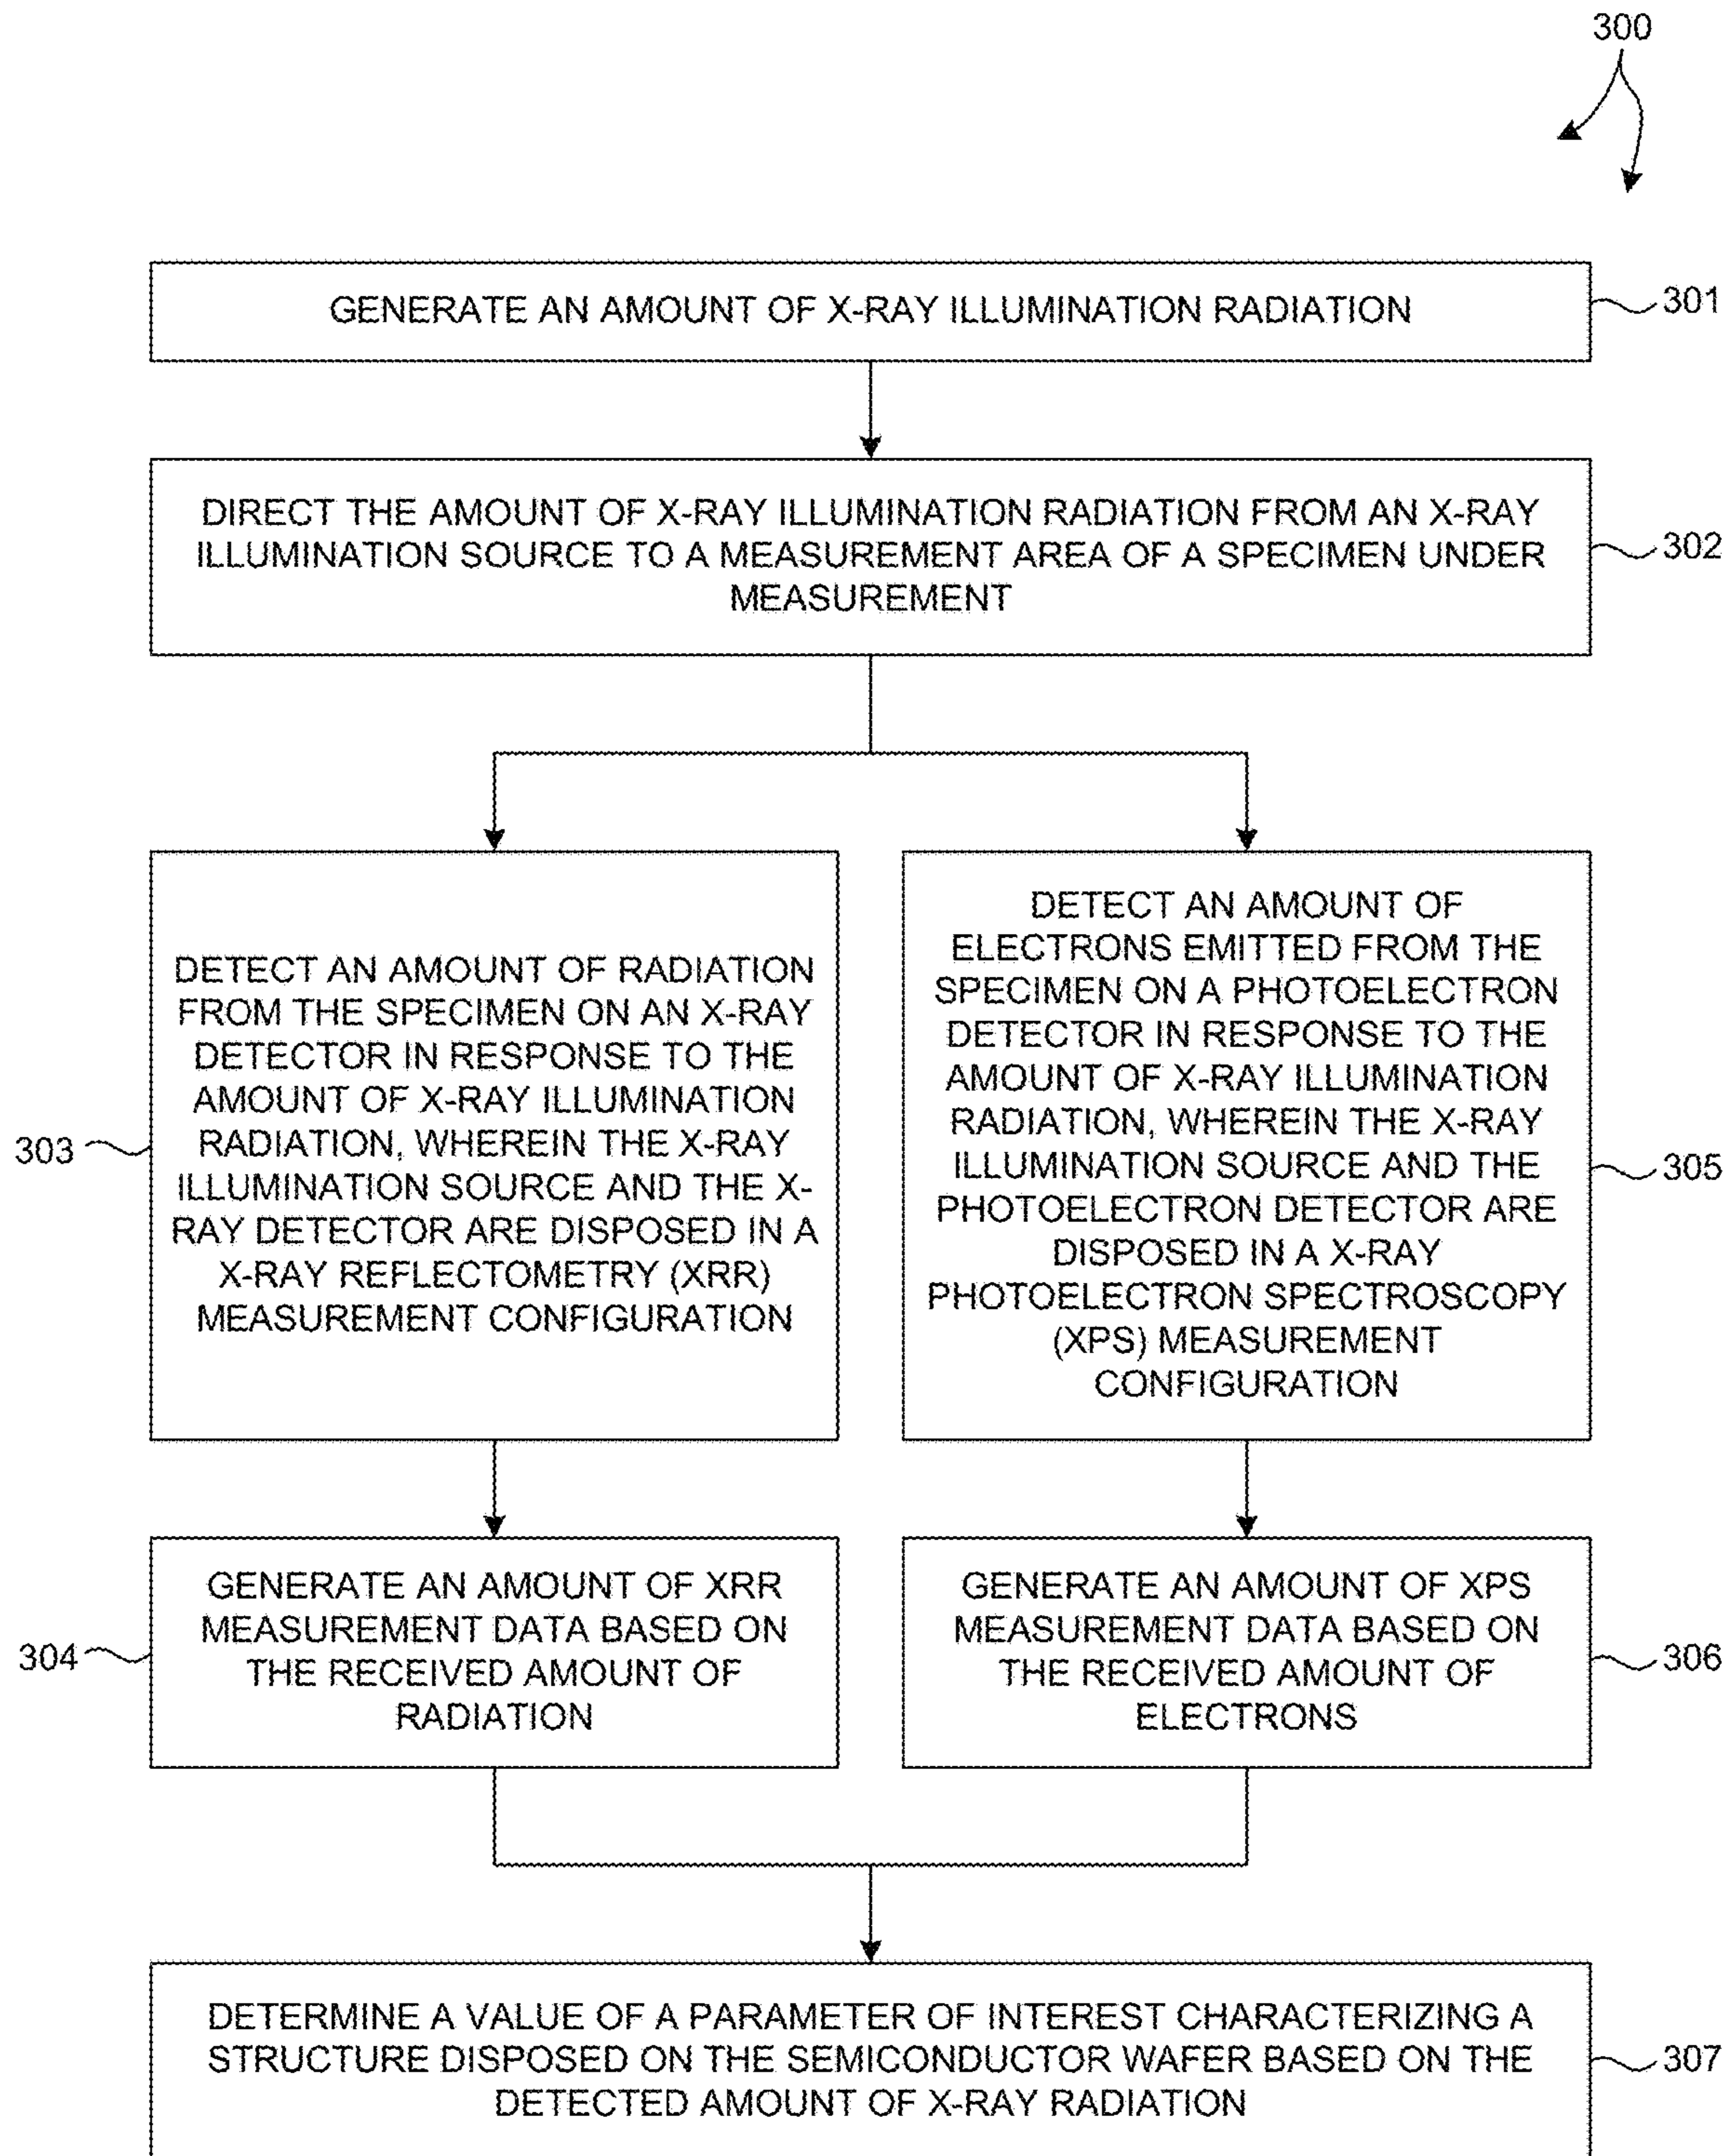 300
GENERATE AN AMOUNT OF X-RAY ILLUMINATION RADIATION
301
DIRECT THE AMOUNT OF X-RAY ILLUMINATION RADIATION FROM AN X-RAY
ILLUMINATION SOURCE TO A MEASUREMENT AREA OF A SPECIMEN UNDER
MEASUREMENT
302
DETECT AN AMOUNT OF RADIATION
FROM THE SPECIMEN ON AN X-RAY
DETECTOR IN RESPONSE TO THE
AMOUNT OF X-RAY ILLUMINATION
RADIATION, WHEREIN THE X-RAY
ILLUMINATION SOURCE AND THE X-
RAY DETECTOR ARE DISPOSED IN A
X-RAY REFLECTOMETRY (XRR)
MEASUREMENT CONFIGURATION
303
DETECT AN AMOUNT OF
ELECTRONS EMITTED FROM THE
SPECIMEN ON A PHOTOELECTRON
DETECTOR IN RESPONSE TO THE
AMOUNT OF X-RAY ILLUMINATION
RADIATION, WHEREIN THE X-RAY
ILLUMINATION SOURCE AND THE
PHOTOELECTRON DETECTOR ARE
DISPOSED IN A X-RAY
PHOTOELECTRON SPECTROSCOPY
(XPS) MEASUREMENT
CONFIGURATION
305
GENERATE AN AMOUNT OF XRR
MEASUREMENT DATA BASED ON
THE RECEIVED AMOUNT OF
RADIATION
304
GENERATE AN AMOUNT OF XPS
MEASUREMENT DATA BASED ON
THE RECEIVED AMOUNT OF
ELECTRONS
306
DETERMINE A VALUE OF A PARAMETER OF INTEREST CHARACTERIZING A
STRUCTURE DISPOSED ON THE SEMICONDUCTOR WAFER BASED ON THE
DETECTED AMOUNT OF X-RAY RADIATION
307